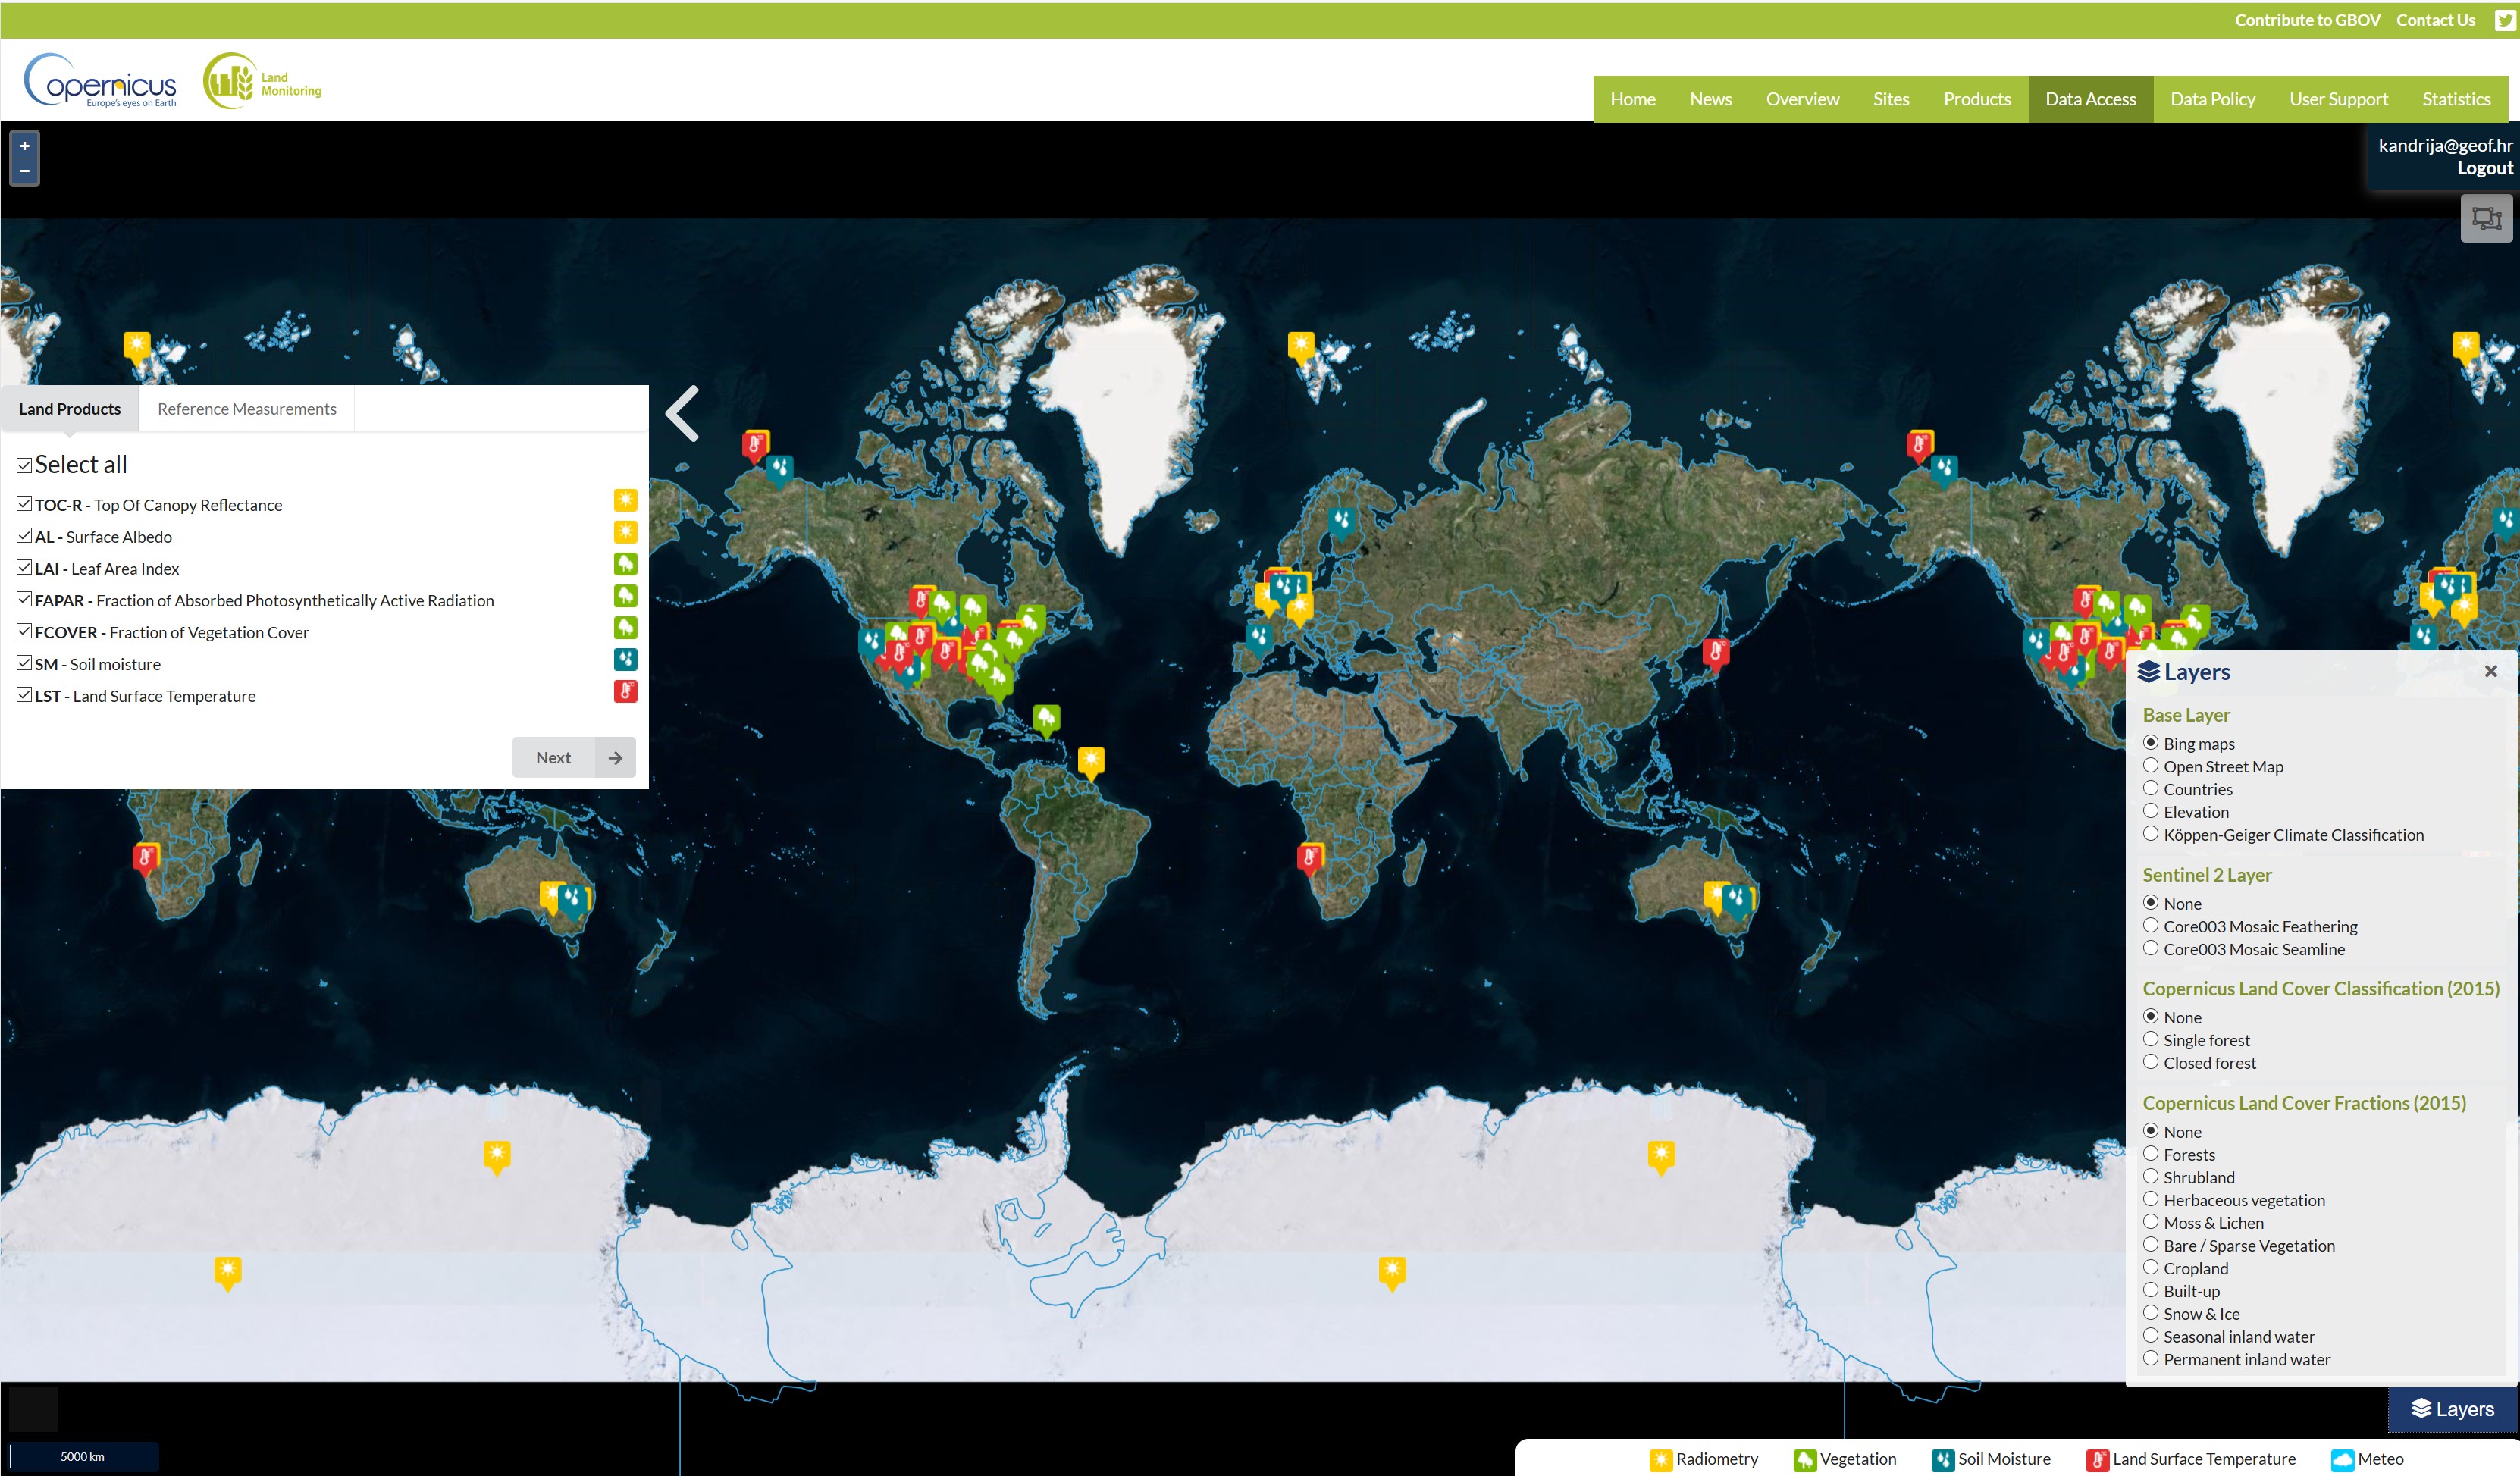 Contribute to GBOV Contact Us
opernicus
Europe's eyes on Earth
Land
Monitoring
Home News Overview Sites Products Data Access Data Policy User Support Statistics
+
−
kandrija@geof.hr
Logout
Land Products Reference Measurements
Select all
TOC-R - Top Of Canopy Reflectance
AL - Surface Albedo
LAI - Leaf Area Index
FAPAR - Fraction of Absorbed Photosynthetically Active Radiation
FCOVER - Fraction of Vegetation Cover
SM - Soil moisture
LST - Land Surface Temperature
Next
Layers
Base Layer
Bing maps
Open Street Map
Countries
Elevation
Köppen-Geiger Climate Classification
Sentinel 2 Layer
None
Core003 Mosaic Feathering
Core003 Mosaic Seamline
Copernicus Land Cover Classification (2015)
None
Single forest
Closed forest
Copernicus Land Cover Fractions (2015)
None
Forests
Shrubland
Herbaceous vegetation
Moss & Lichen
Bare / Sparse Vegetation
Cropland
Built-up
Snow & Ice
Seasonal inland water
Permanent inland water
Layers
5000 km
Radiometry Vegetation Soil Moisture Land Surface Temperature Meteo